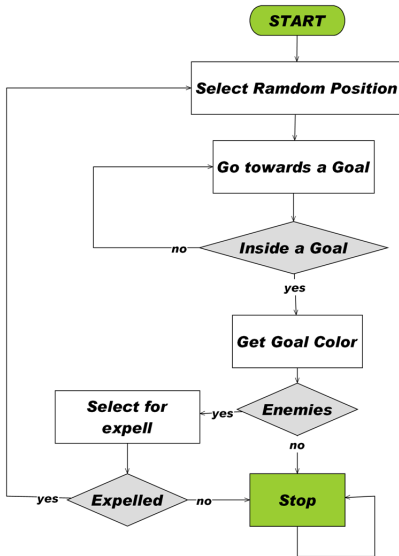 START
Select Ramdom Position
Go towards a Goal
no
Inside a Goal
yes
Get Goal Color
Select for
expell
yes
Enemies
no
yes
Expelled
no
Stop